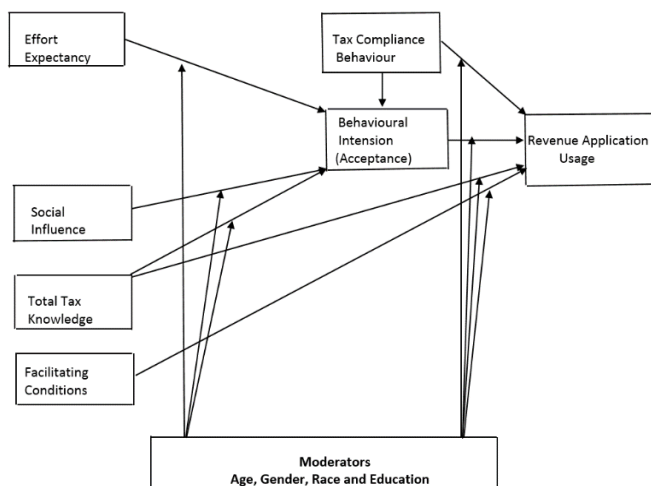 Effort
Expectancy
Tax Compliance
Behaviour
Behavioural
Intension
(Acceptance)
Revenue Application
Usage
Social
Influence
Total Tax
Knowledge
Facilitating
Conditions
Moderators
Age, Gender, Race and Education